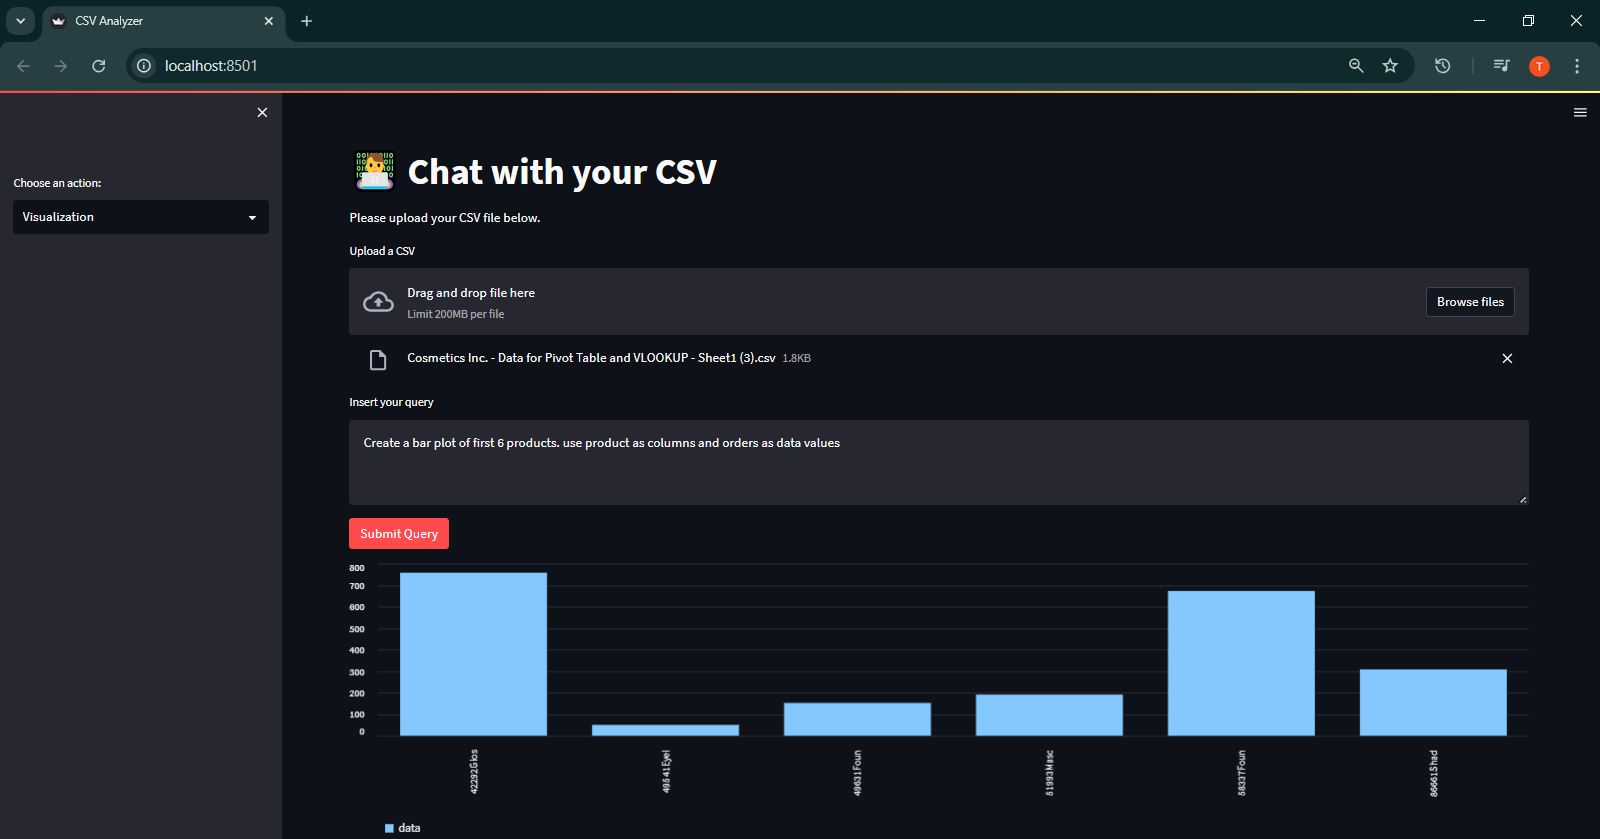 CSV Analyzer
localhost:8501
T
Choose an action:
Visualization
Chat with your CSV
Please upload your CSV file below.
Upload a CSV
Drag and drop file here
Limit 200MB per file
Browse files
Cosmetics Inc. - Data for Pivot Table and VLOOKUP - Sheet1 (3).csv 1.8KB
Insert your query
Create a bar plot of first 6 products. use product as columns and orders as data values
Submit Query
800
700
600
500
400
300
200
100
0
42292Glos
49541Eyel
49631Foun
51993Masc
58337Foun
86661Shad
data